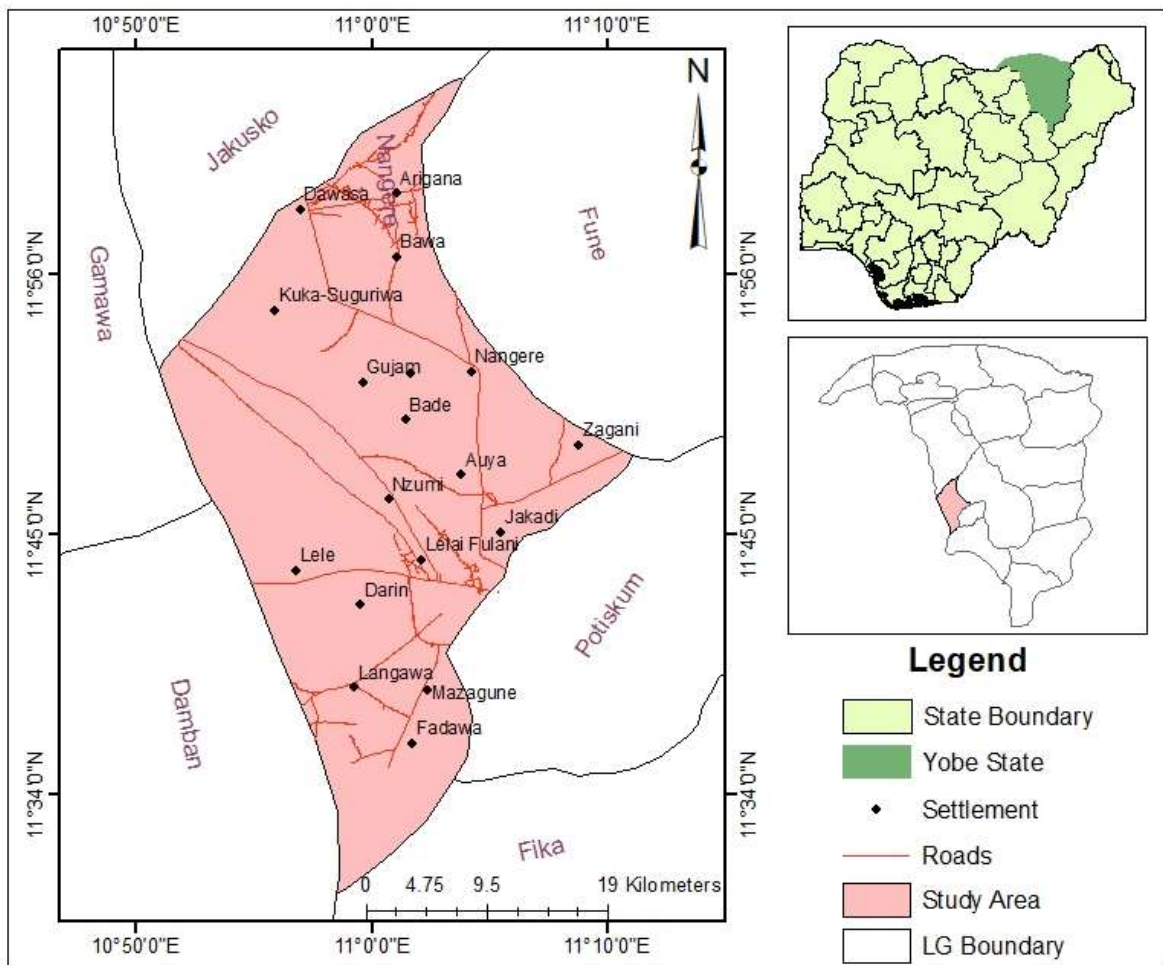 10°50'0"E 11°0'0"E 11°10'0"E
N
Jakusko
Nangere
Arigana
Dawasa
Fune
Bawa
11°56'0"N 11°56'0"N
Gamawa
Kuka-Suguriwa
Gujam
Nangere
Bade
Zagani
Auya
Nzumi
Jakadi
11°45'0"N 11°45'0"N
Lelai Fulani
Lele
Darin
Potiskum
Langawa
Mazagune
Damban
Fadawa
11°34'0"N 11°34'0"N
Fika
0 4.75 9.5 19 Kilometers
10°50'0"E 11°0'0"E 11°10'0"E
Legend
State Boundary
Yobe State
Settlement
Roads
Study Area
LG Boundary